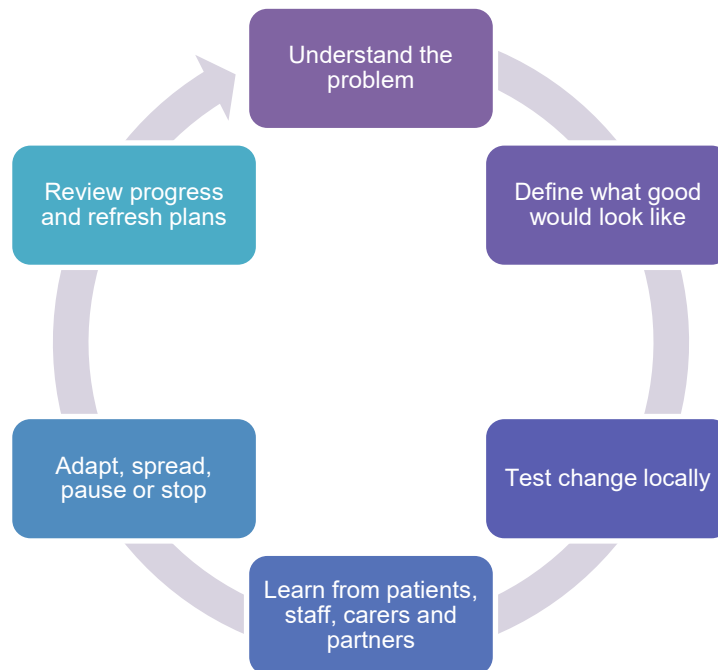 Understand the
problem
Define what good
would look like
Test change locally
Learn from patients,
staff, carers and
partners
Adapt, spread,
pause or stop
Review progress
and refresh plans